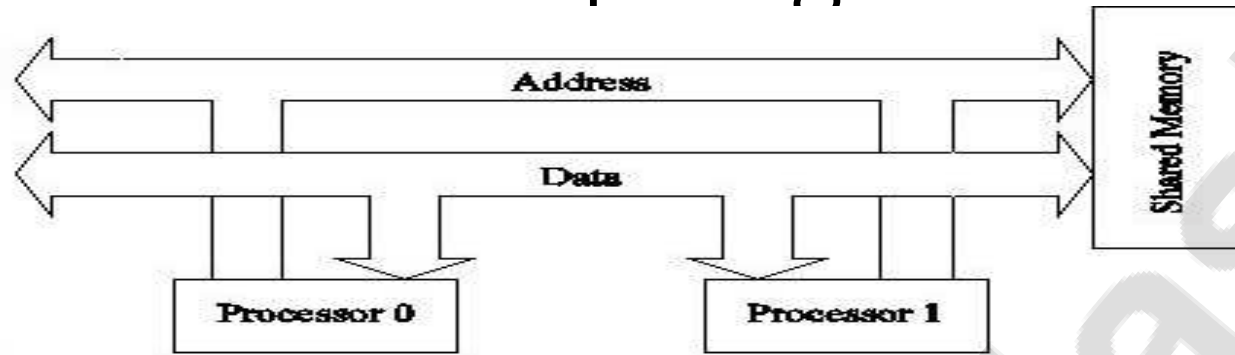 Address
Data
Shared Memory
Processor 0
Processor 1